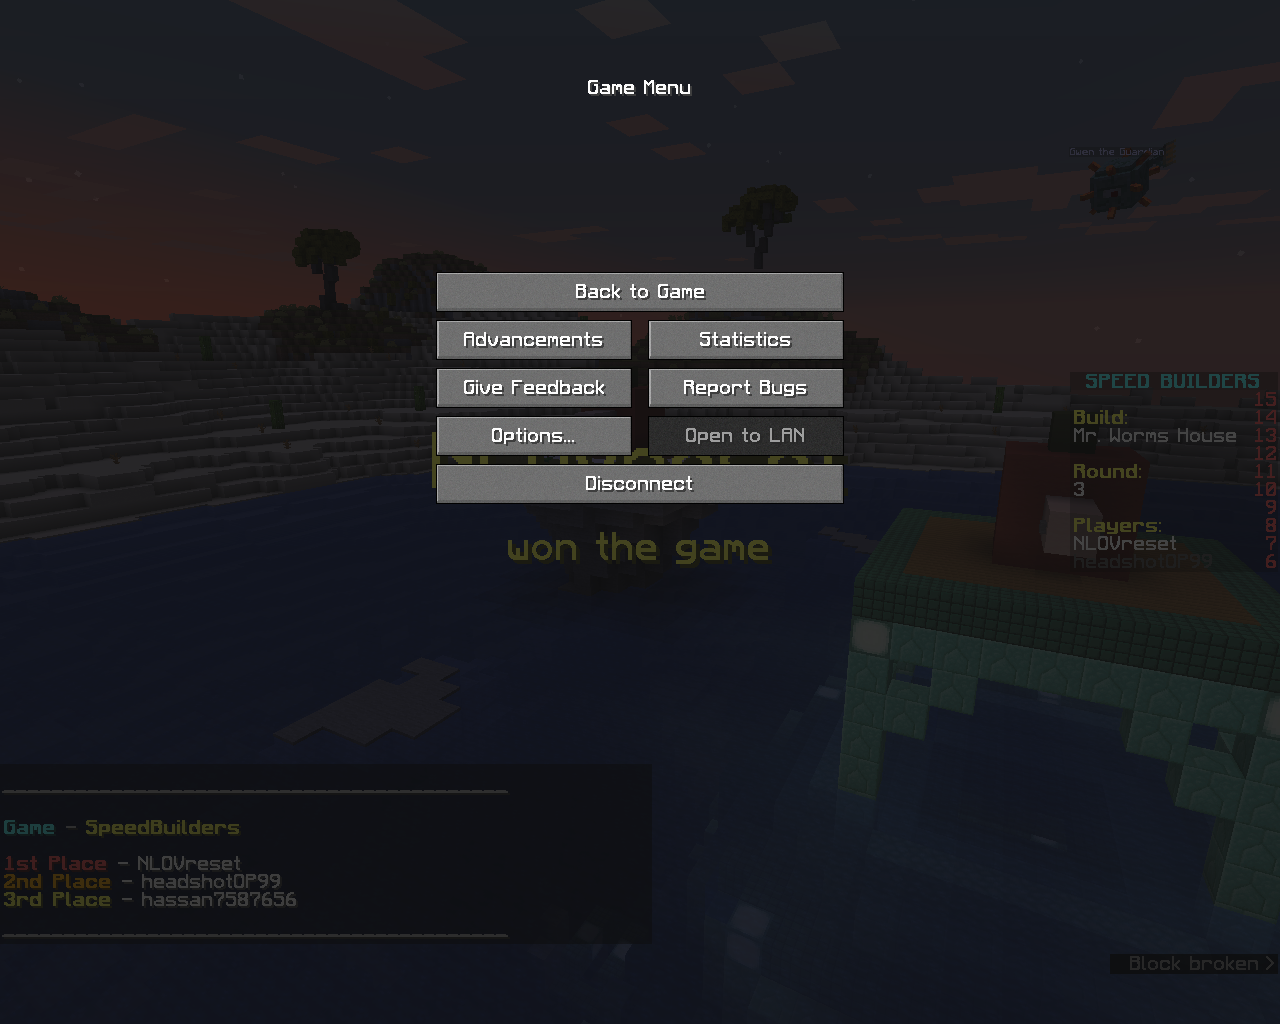 Game Menu
Gwen the Guardian
Back to Game
Advancements
Statistics
Give Feedback
Report Bugs
Options...
Open to LAN
Disconnect
won the game
SPEED BUILDERS
15
Build: 14
Mr. Worms House 13
12
Round: 11
3 10
9
Players: 8
NLOVreset 7
headshotOP99 6
Game - SpeedBuilders
1st Place - NLOVreset
2nd Place - headshotOP99
3rd Place - hassan7587656
Block broken >